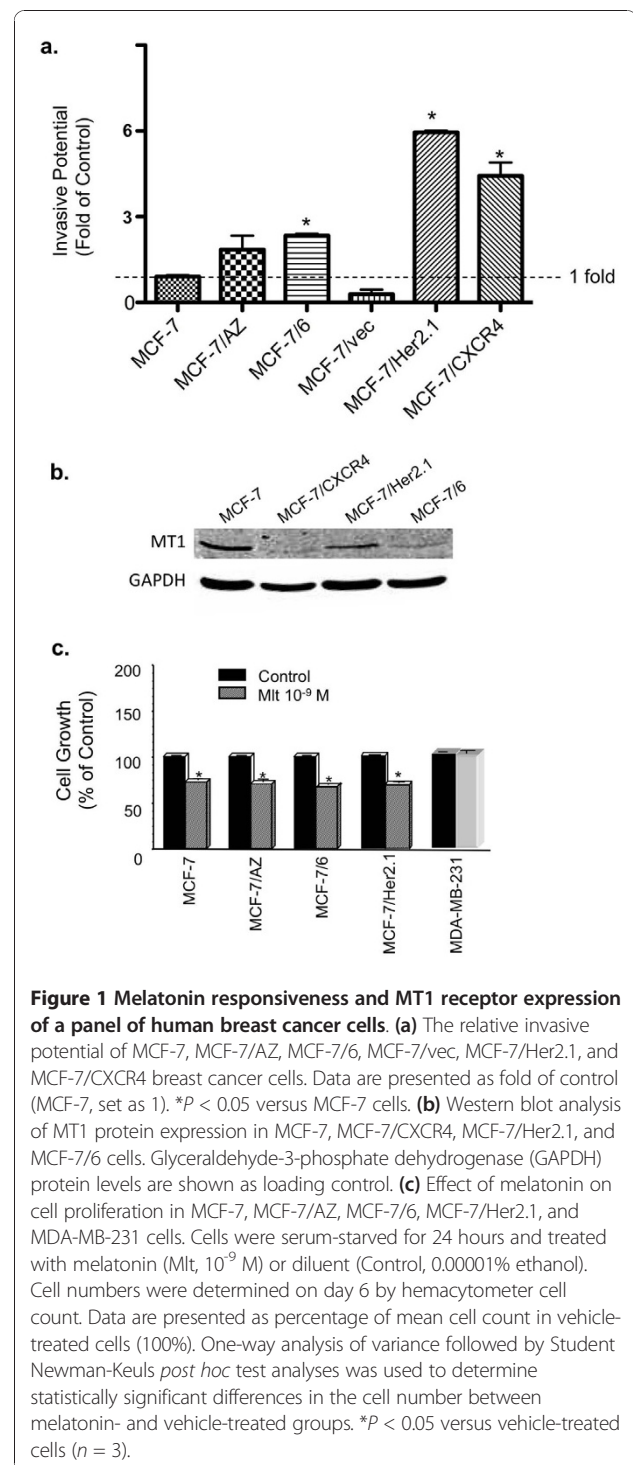 a.
Invasive Potential
(Fold of Control)
6
3
0
1 fold
*
*
*
MCF-7
MCF-7/AZ
MCF-7/6
MCF-7/vec
MCF-7/Her2.1
MCF-7/CXCR4
b.
MCF-7
MCF-7/CXCR4
MCF-7/Her2.1
MCF-7/6
MT1
GAPDH
c.
Cell Growth
(% of Control)
200
150
100
50
0
Control
Mlt 10⁻⁹ M
*
*
*
*
MCF-7
MCF-7/AZ
MCF-7/6
MCF-7/Her2.1
MDA-MB-231
Figure 1 Melatonin responsiveness and MT1 receptor expression
of a panel of human breast cancer cells. (a) The relative invasive
potential of MCF-7, MCF-7/AZ, MCF-7/6, MCF-7/vec, MCF-7/Her2.1, and
MCF-7/CXCR4 breast cancer cells. Data are presented as fold of control
(MCF-7, set as 1). *P < 0.05 versus MCF-7 cells. (b) Western blot analysis
of MT1 protein expression in MCF-7, MCF-7/CXCR4, MCF-7/Her2.1, and
MCF-7/6 cells. Glyceraldehyde-3-phosphate dehydrogenase (GAPDH)
protein levels are shown as loading control. (c) Effect of melatonin on
cell proliferation in MCF-7, MCF-7/AZ, MCF-7/6, MCF-7/Her2.1, and
MDA-MB-231 cells. Cells were serum-starved for 24 hours and treated
with melatonin (Mlt, 10⁻⁹ M) or diluent (Control, 0.00001% ethanol).
Cell numbers were determined on day 6 by hemacytometer cell
count. Data are presented as percentage of mean cell count in vehicle-
treated cells (100%). One-way analysis of variance followed by Student
Newman-Keuls post hoc test analyses was used to determine
statistically significant differences in the cell number between
melatonin- and vehicle-treated groups. *P < 0.05 versus vehicle-treated
cells (n = 3).